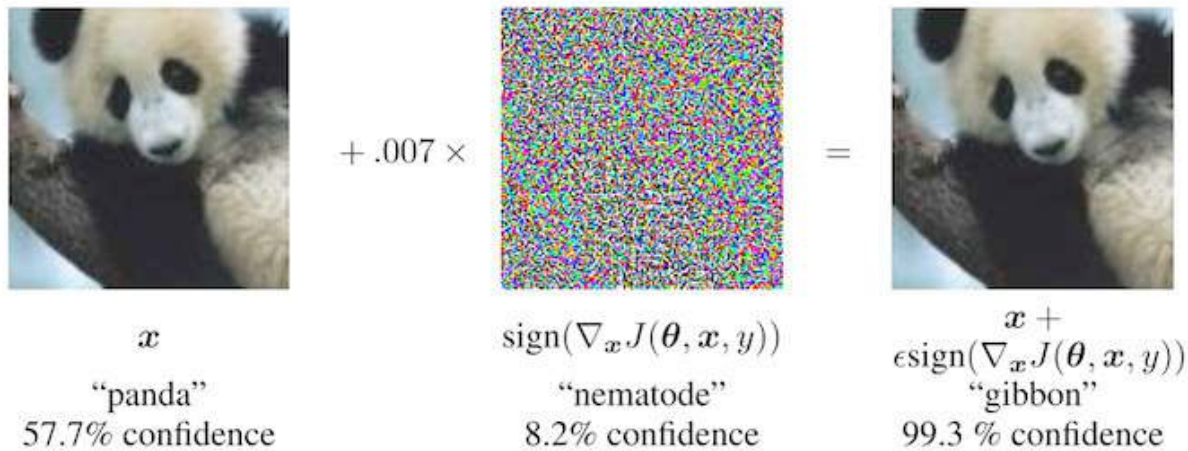 + .007 ×
=
x
“panda”
57.7% confidence
sign(∇ₓJ(θ, x, y))
“nematode”
8.2% confidence
x +
εsign(∇ₓJ(θ, x, y))
“gibbon”
99.3 % confidence